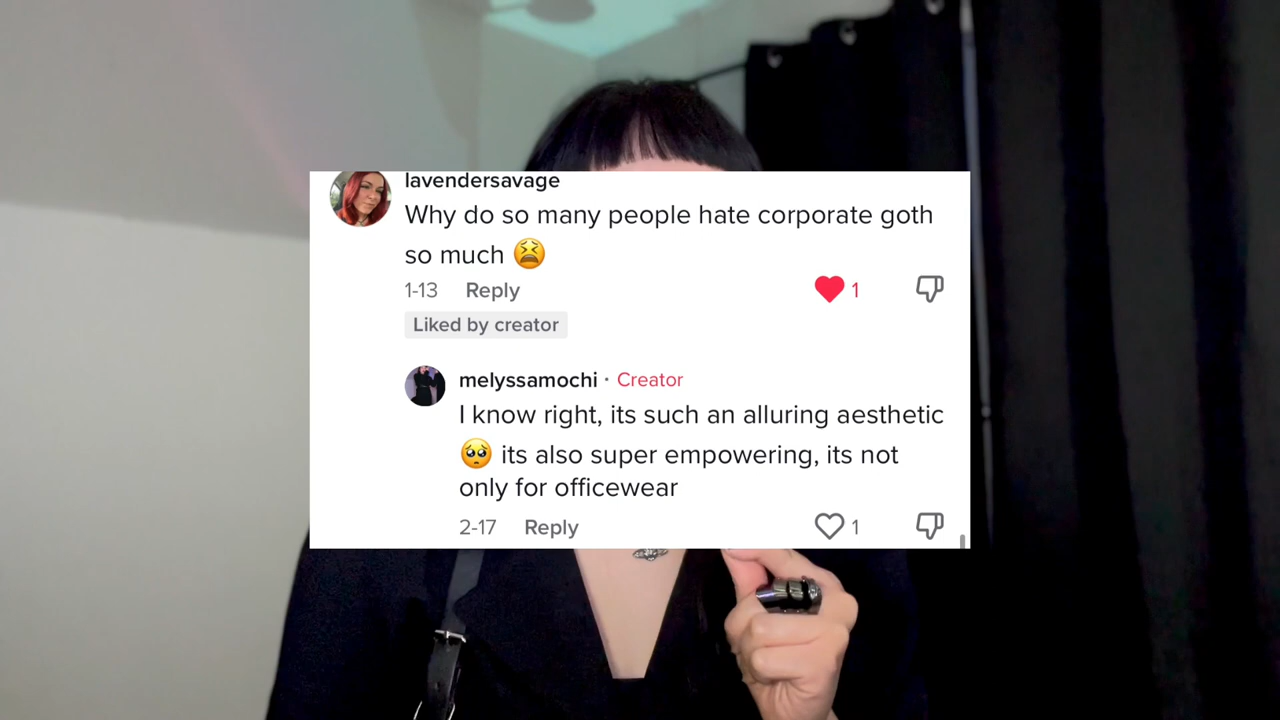 lavendersavage
Why do so many people hate corporate goth
so much 😫
1-13 Reply
1
Liked by creator
melyssamochi · Creator
I know right, its such an alluring aesthetic
🥺 its also super empowering, its not
only for officewear
2-17 Reply
1